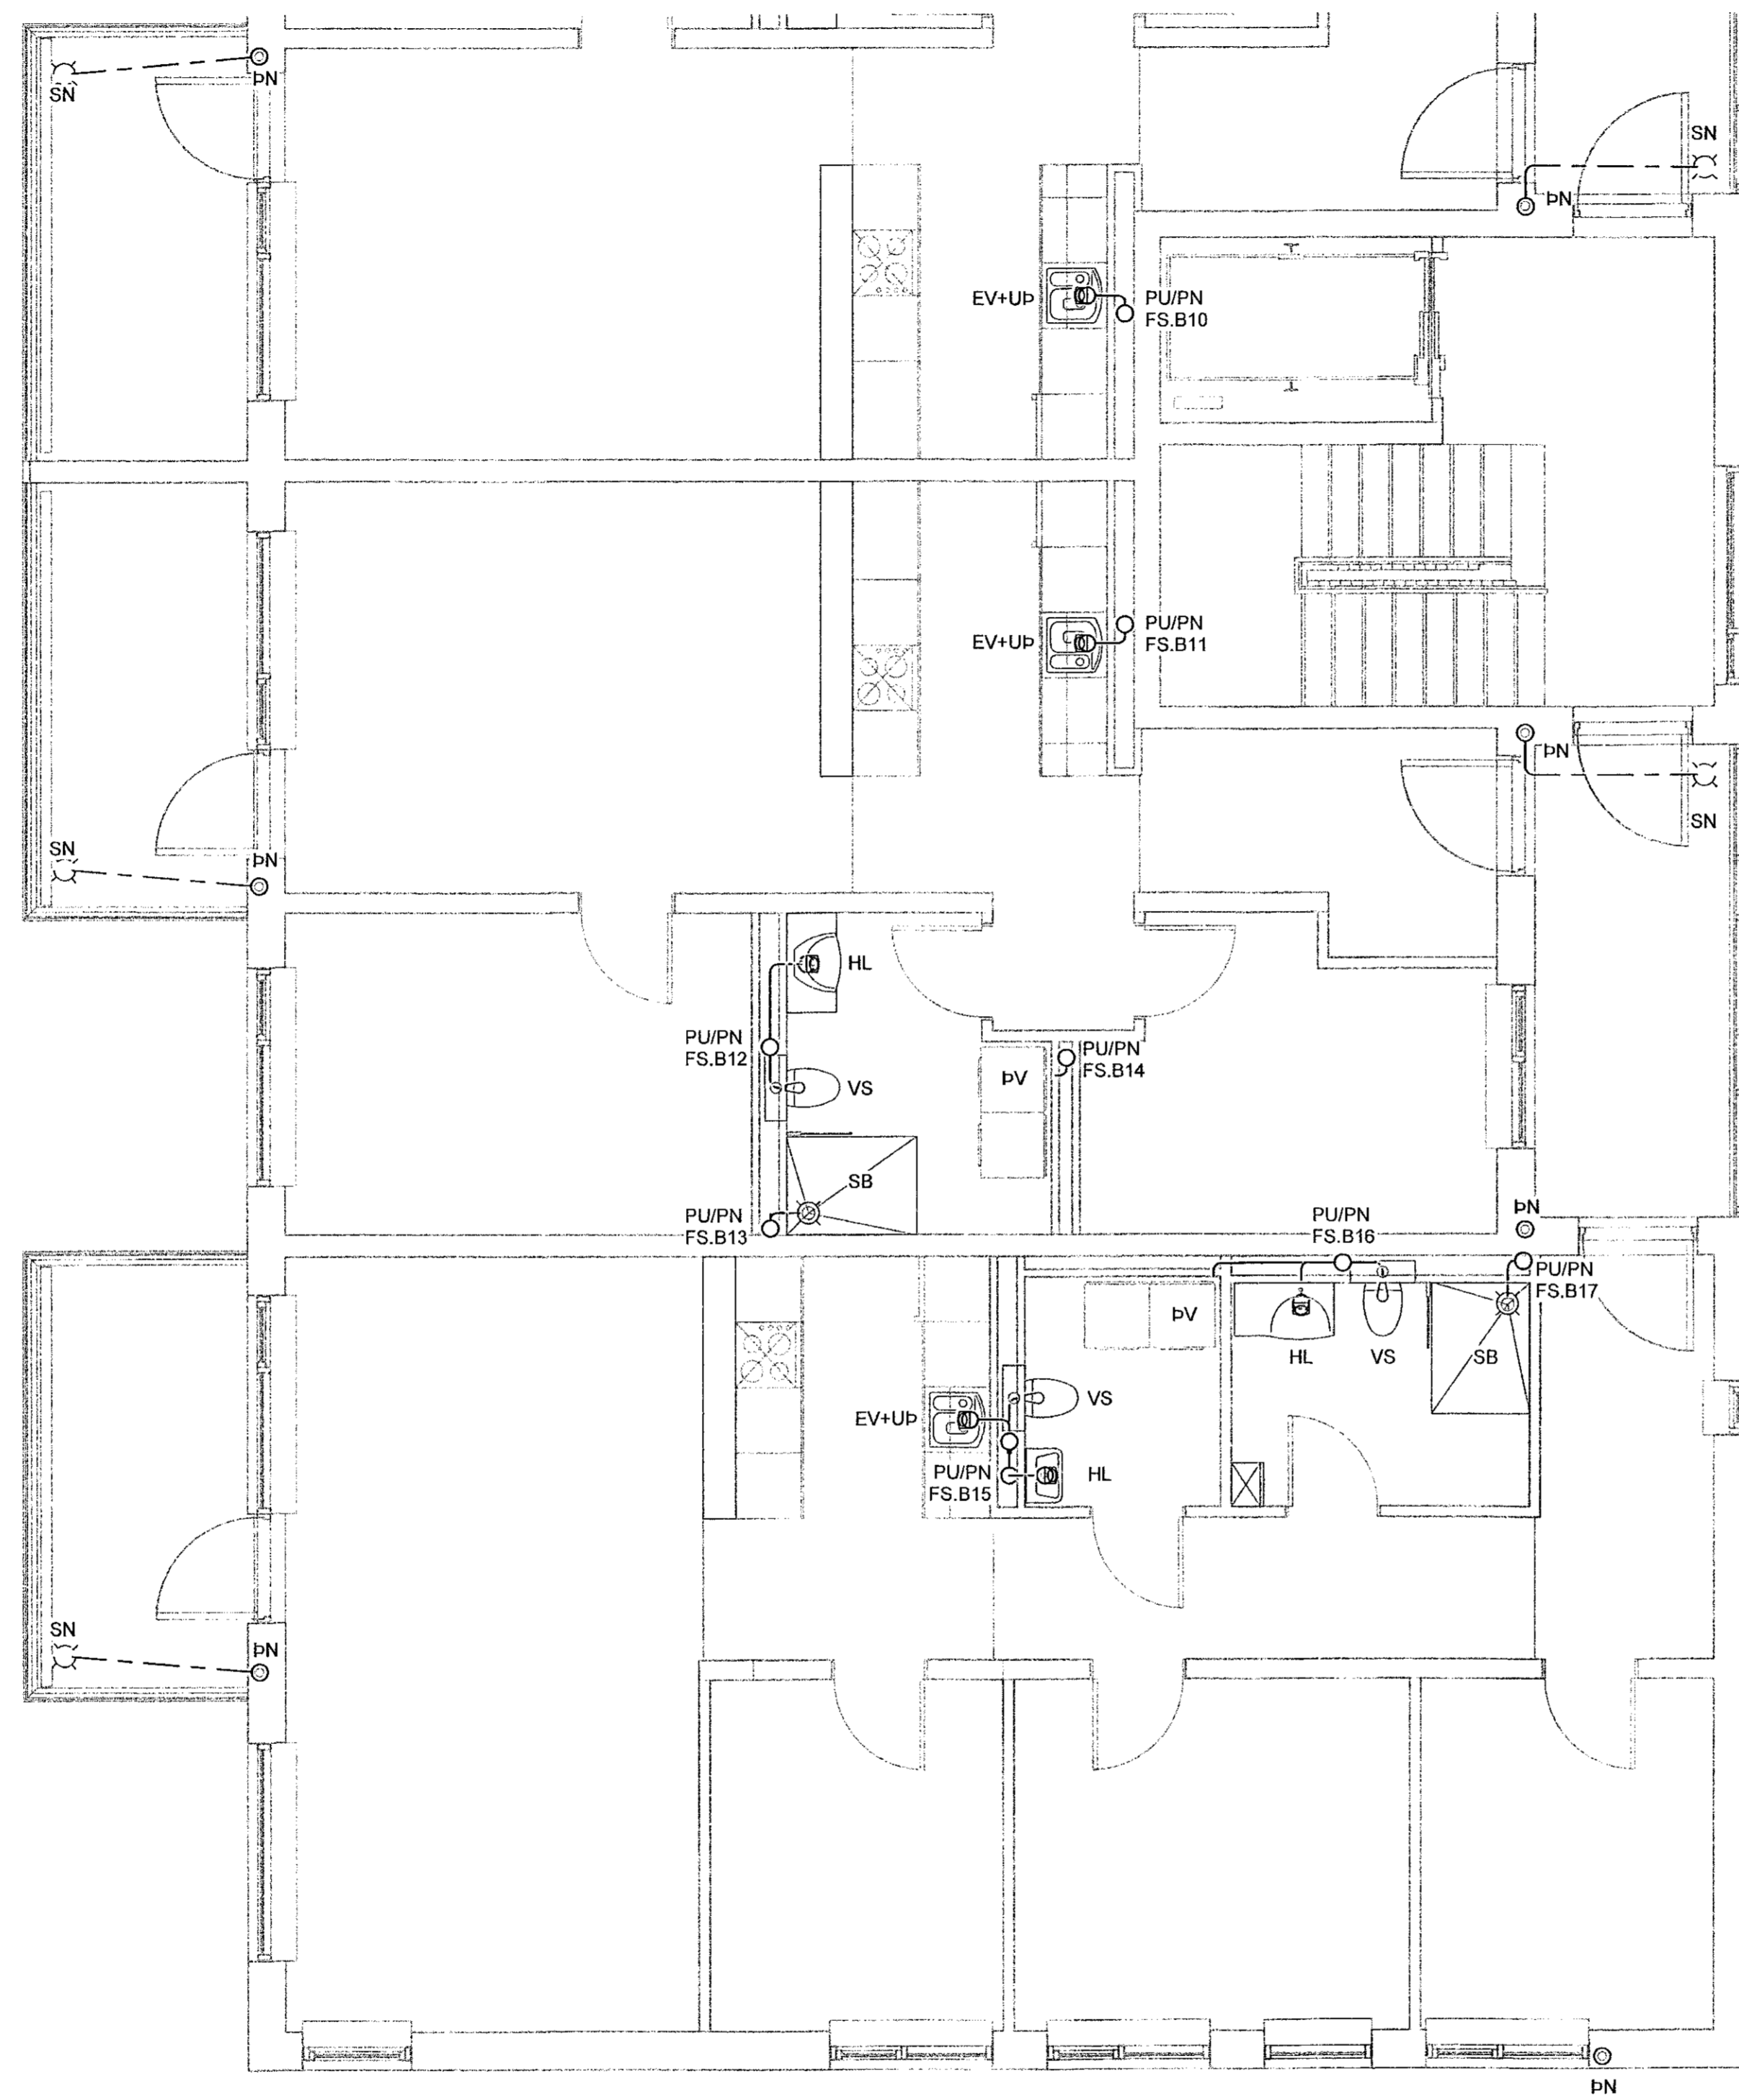 ÞN
SN
SN
ÞN
EV+UÞ
PU/PN
FS.B10
EV+UÞ
PU/PN
FS.B11
ÞN
SN
SN
ÞN
HL
PU/PN
FS.B12
VS
PU/PN
FS.B14
ÞV
SB
PU/PN
FS.B13
ÞN
PU/PN
FS.B16
PU/PN
FS.B17
ÞV
HL
VS
SB
VS
EV+UÞ
PU/PN
FS.B15
HL
SN
ÞN
ÞN